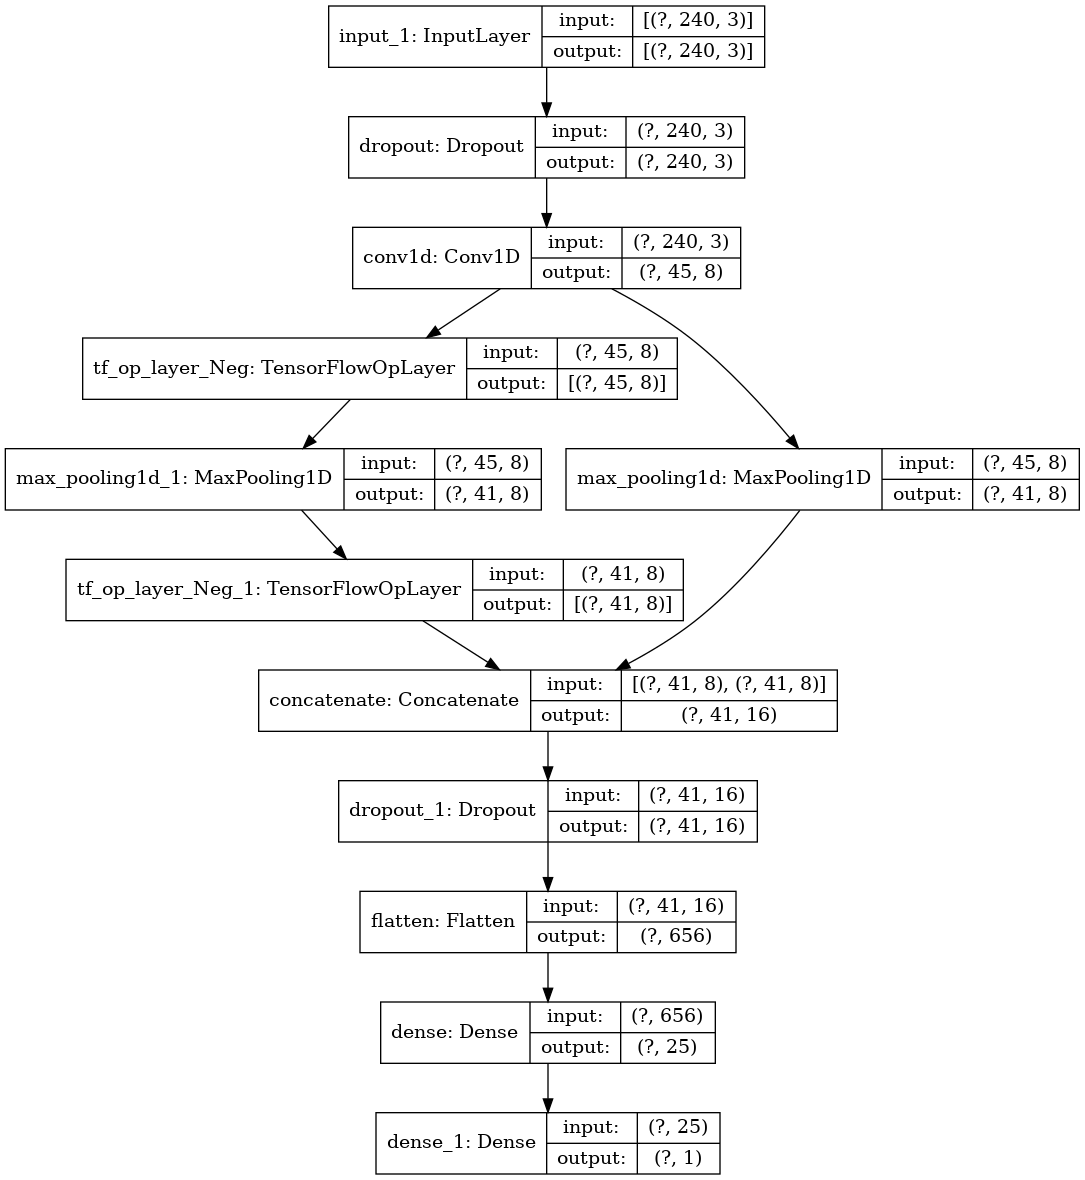 input_1: InputLayer
input: [(?, 240, 3)]
output: [(?, 240, 3)]
dropout: Dropout
input: (?, 240, 3)
output: (?, 240, 3)
conv1d: Conv1D
input: (?, 240, 3)
output: (?, 45, 8)
tf_op_layer_Neg: TensorFlowOpLayer
input: (?, 45, 8)
output: [(?, 45, 8)]
max_pooling1d_1: MaxPooling1D
input: (?, 45, 8)
output: (?, 41, 8)
max_pooling1d: MaxPooling1D
input: (?, 45, 8)
output: (?, 41, 8)
tf_op_layer_Neg_1: TensorFlowOpLayer
input: (?, 41, 8)
output: [(?, 41, 8)]
concatenate: Concatenate
input: [(?, 41, 8), (?, 41, 8)]
output: (?, 41, 16)
dropout_1: Dropout
input: (?, 41, 16)
output: (?, 41, 16)
flatten: Flatten
input: (?, 41, 16)
output: (?, 656)
dense: Dense
input: (?, 656)
output: (?, 25)
dense_1: Dense
input: (?, 25)
output: (?, 1)